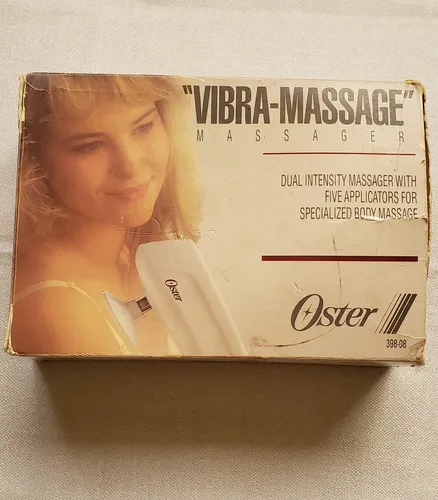 "VIBRA-MASSAGE"
MASSAGER
DUAL INTENSITY MASSAGER WITH
FIVE APPLICATORS FOR
SPECIALIZED BODY MASSAGE
Oster
Oster
398-08